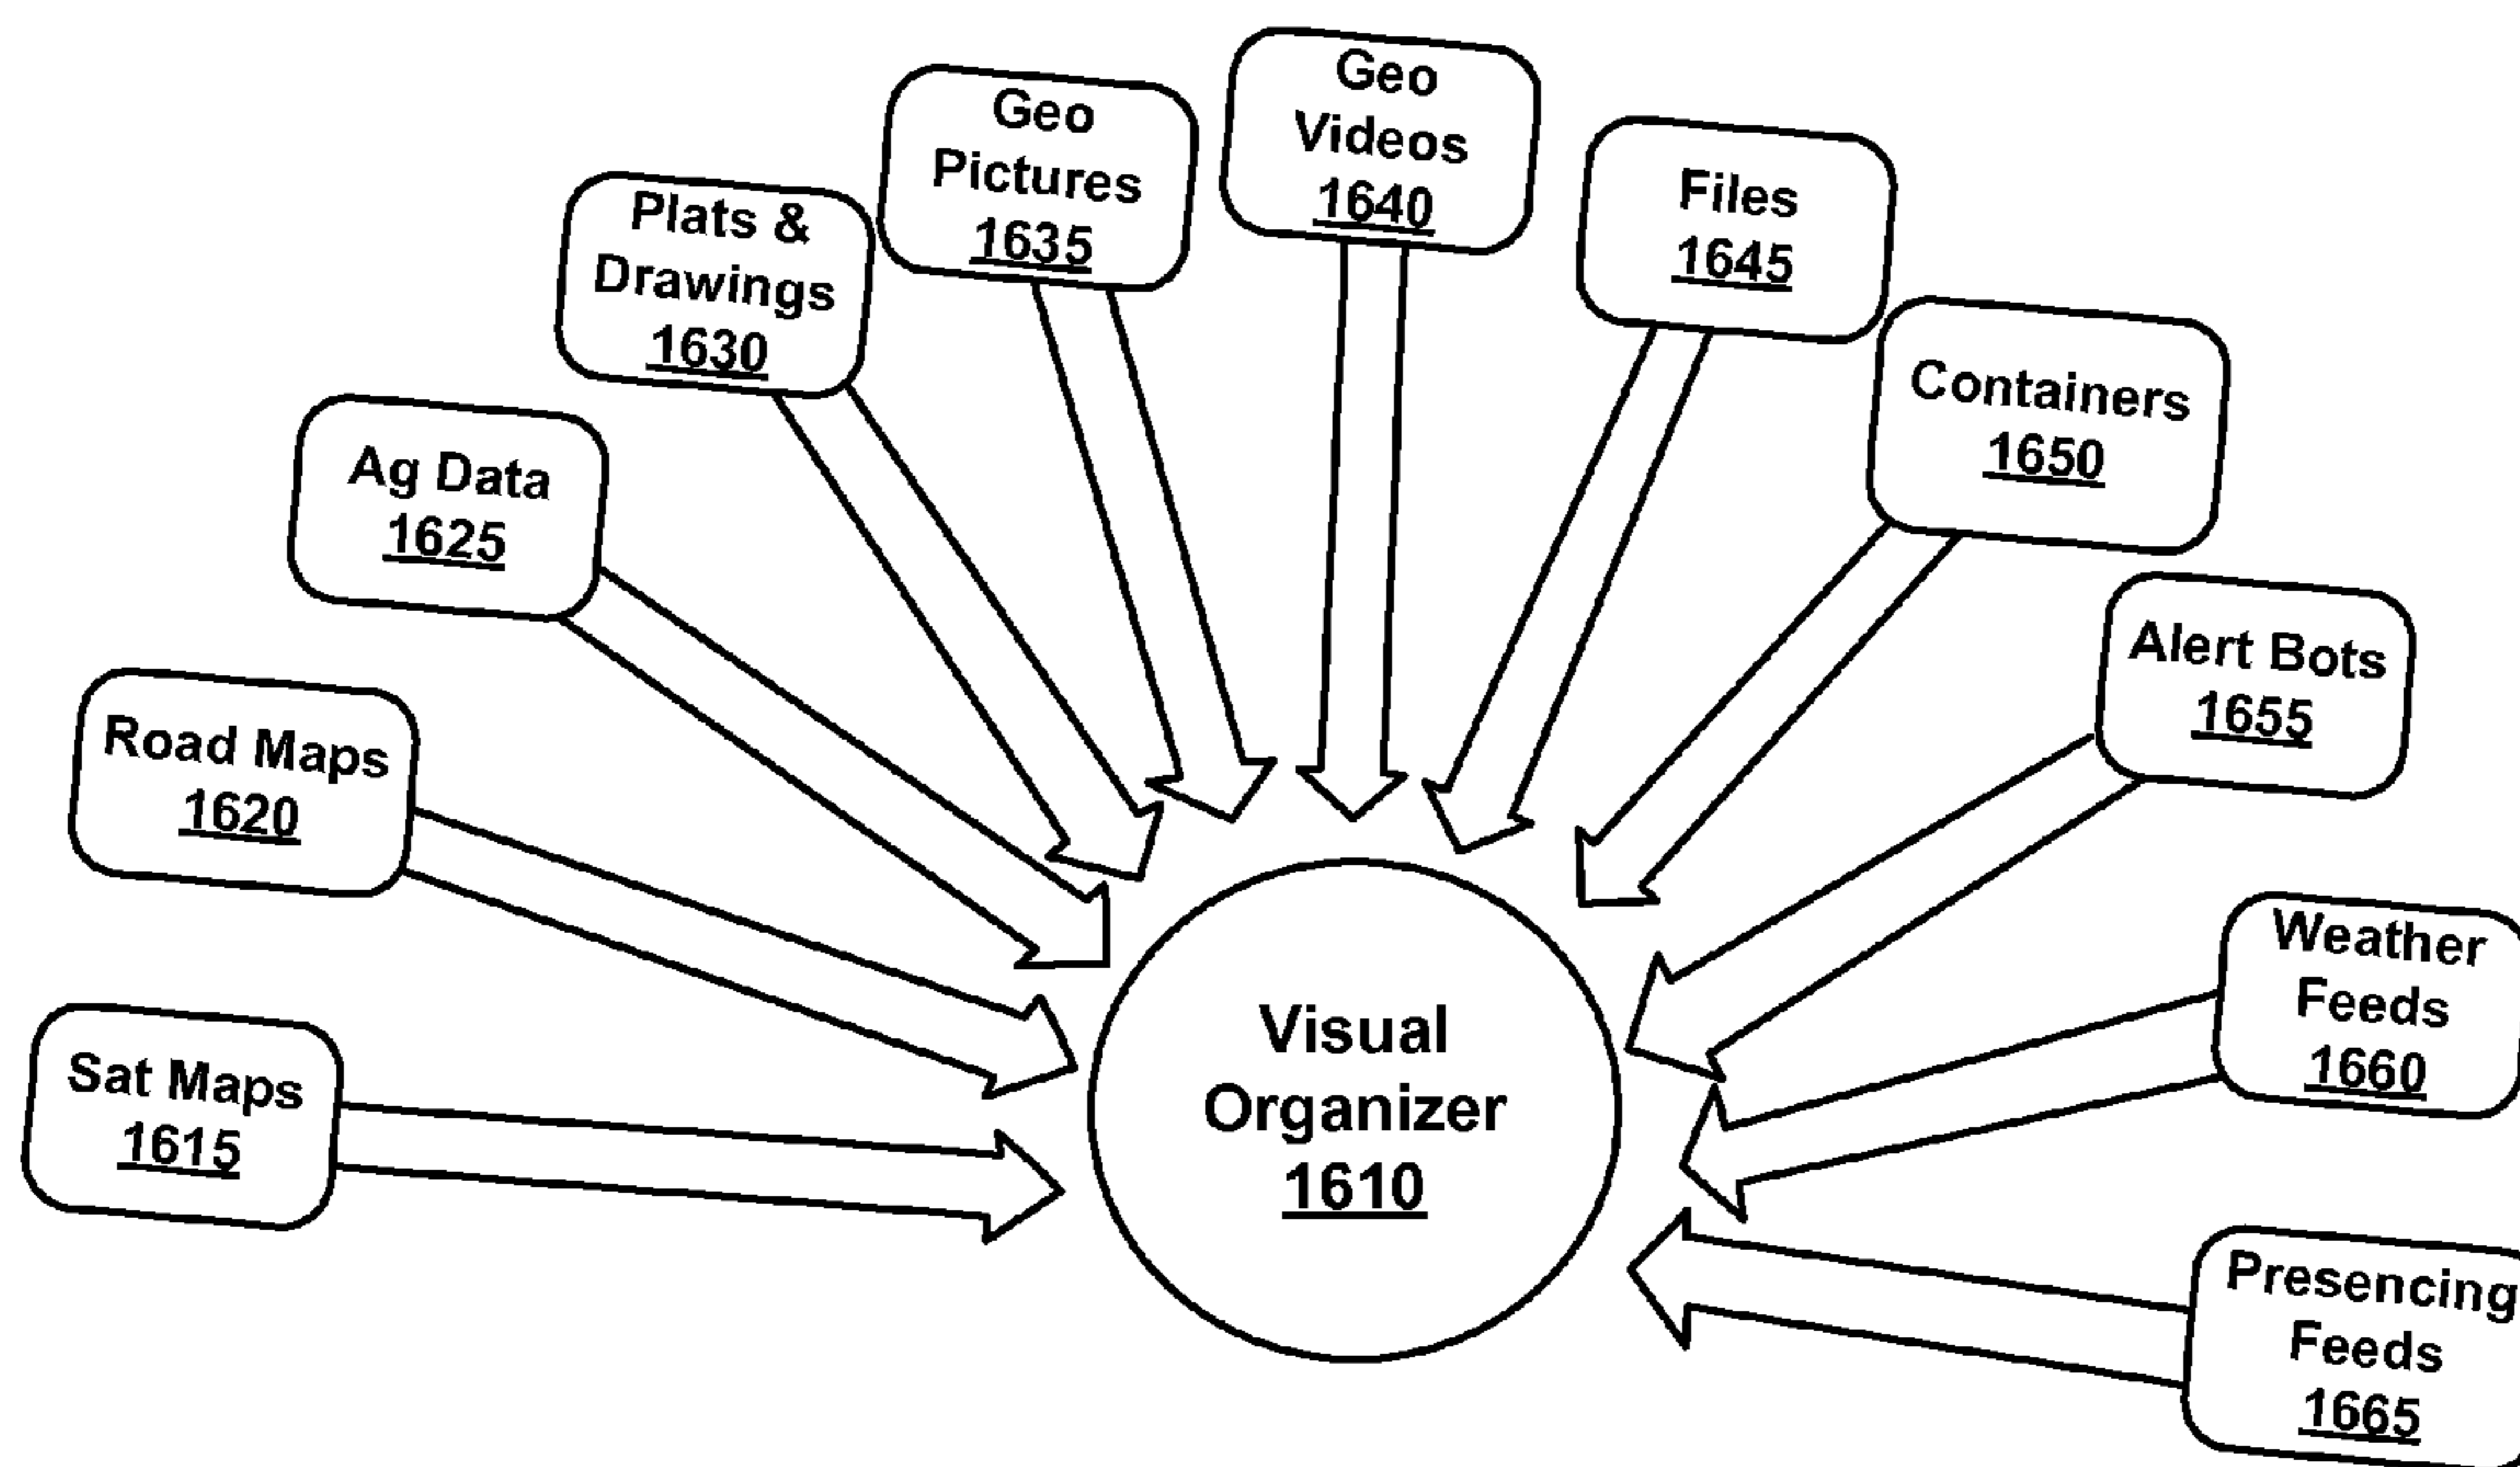 Geo
Videos
1640
Geo
Pictures
1635
Files
1645
Plats &
Drawings
1630
Containers
1650
Ag Data
1625
Alert Bots
1655
Road Maps
1620
Weather
Feeds
1660
Sat Maps
1615
Visual
Organizer
1610
Presencing
Feeds
1665